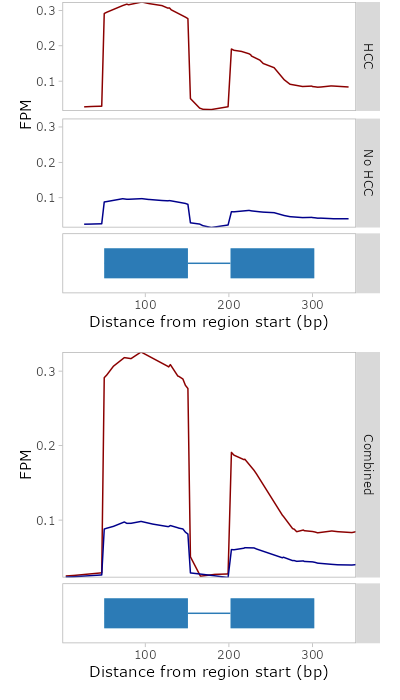 0.3
0.2
0.1
HCC
FPM
0.3
0.2
0.1
No HCC
100 200 300
Distance from region start (bp)
0.3
0.2
0.1
FPM
Combined
100 200 300
Distance from region start (bp)